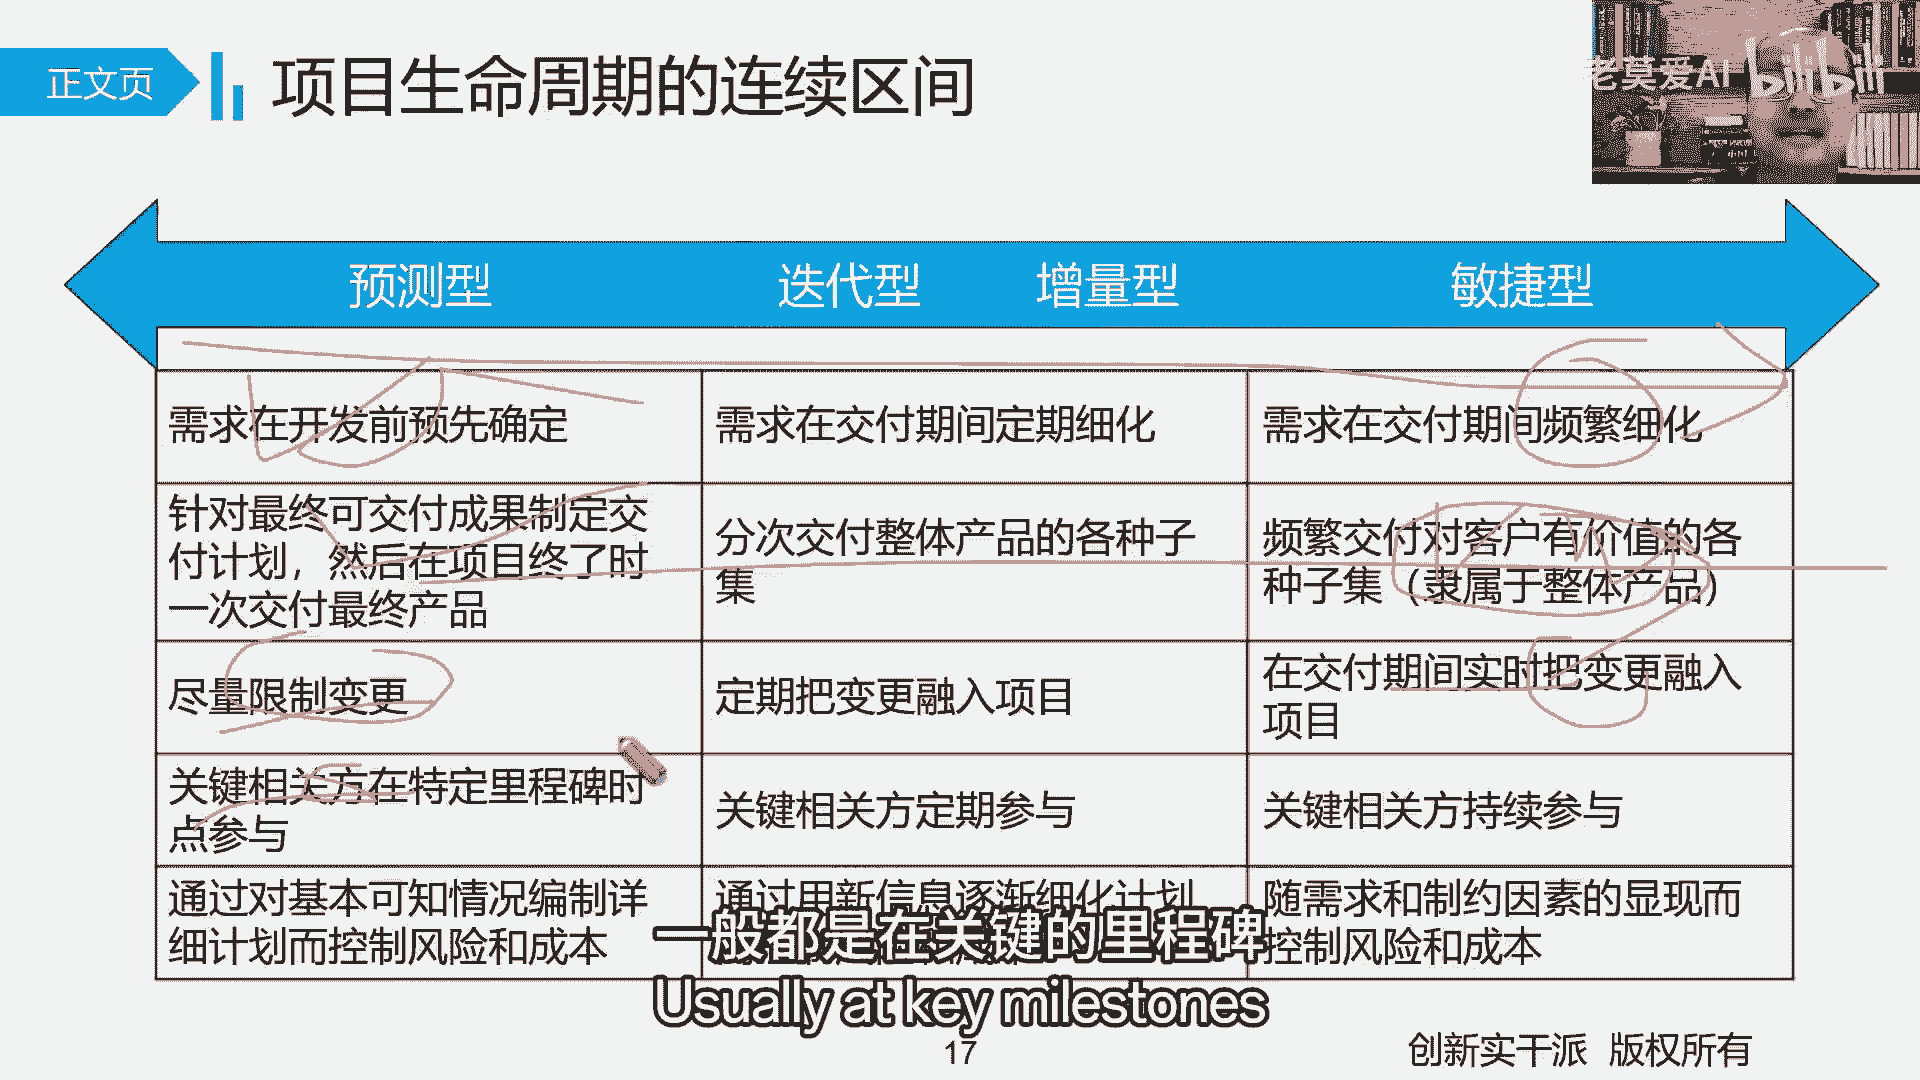 正文页
项目生命周期的连续区间
老莫爱AI bilibili
预测型 迭代型 增量型 敏捷型
需求在开发前预先确定
需求在交付期间定期细化
需求在交付期间频繁细化
针对最终可交付成果制定交
付计划，然后在项目终了时
一次交付最终产品
分次交付整体产品的各种子
集
频繁交付对客户有价值的各
种子集（隶属于整体产品）
尽量限制变更
定期把变更融入项目
在交付期间实时把变更融入
项目
关键相关方在特定里程碑时
点参与
关键相关方定期参与
关键相关方持续参与
通过对基本可知情况编制详
细计划而控制风险和成本
通过用新信息逐渐细化计划
随需求和制约因素的显现而
控制风险和成本
一般都是在关键的里程碑
Usually at key milestones
17
创新实干派 版权所有